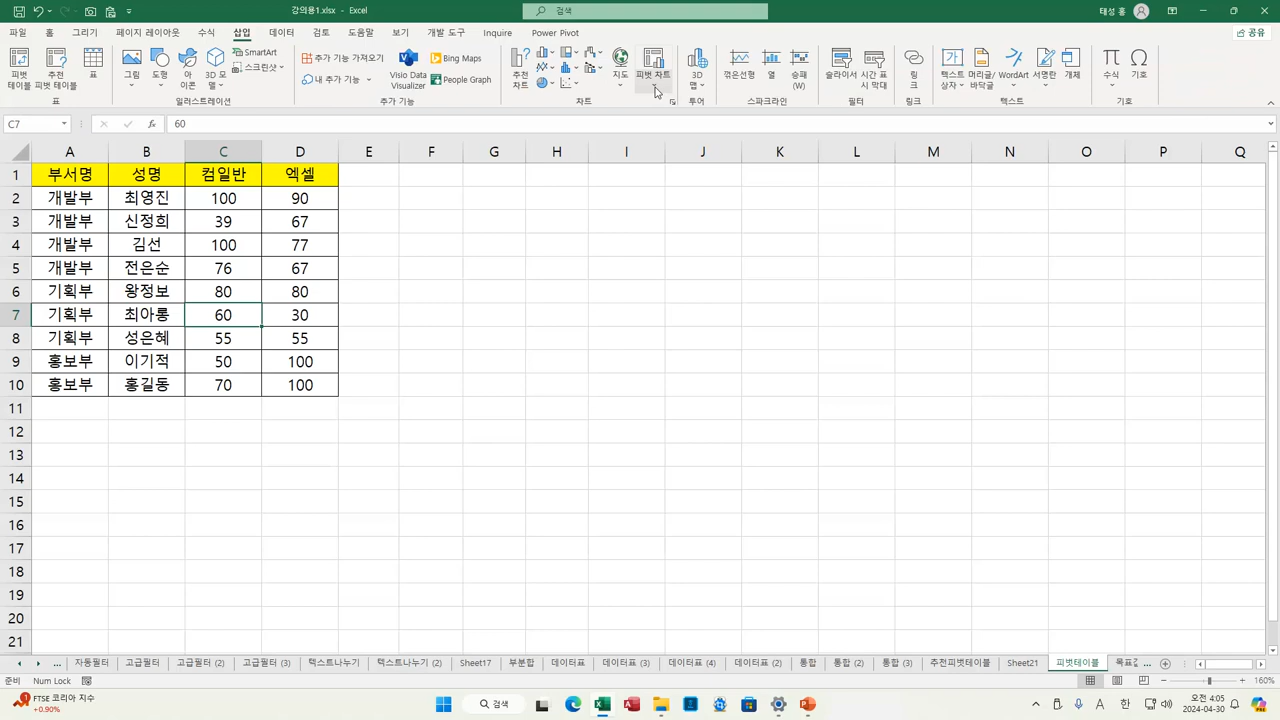 강의용1.xlsx - Excel
검색
태성 홍
파일 홈 그리기 페이지 레이아웃 수식 삽입 데이터 검토 보기 개발 도구 도움말 Inquire Power Pivot
공유
피벗 테이블
추천 피벗 테이블
표
그림
도형
아이콘
3D 모델
SmartArt
스크린샷
추가 기능 가져오기
내 추가 기능
Visio Data Visualizer
Bing Maps
People Graph
추천 차트
지도
피벗 차트
3D 맵
꺾은선형
열
승패 (W)
슬라이서
시간 표시 막대
링크
텍스트 상자
머리글/바닥글
WordArt
서명란
개체
수식
기호
표 일러스트레이션 추가 기능 차트 투어 스파크라인 필터 링크 텍스트 기호
C7 fx 60
A B C D E F G H I J K L M N O P Q
1 부서명 성명 컴일반 엑셀
2 개발부 최영진 100 90
3 개발부 신정희 39 67
4 개발부 김선 100 77
5 개발부 전은순 76 67
6 기획부 왕정보 80 80
7 기획부 최아롱 60 30
8 기획부 성은혜 55 55
9 홍보부 이기적 50 100
10 홍보부 홍길동 70 100
11
12
13
14
15
16
17
18
19
20
21
... 자동필터 고급필터 고급필터 (2) 고급필터 (3) 텍스트나누기 텍스트나누기 (2) Sheet17 부분합 데이터표 데이터표 (3) 데이터표 (4) 데이터표 (2) 통합 통합 (2) 통합 (3) 추천피벗테이블 Sheet21 피벗테이블 ...
준비 Num Lock 160%
FTSE 코리아 지수
+0.90%
검색
A 한
오전 4:05
2024-04-30